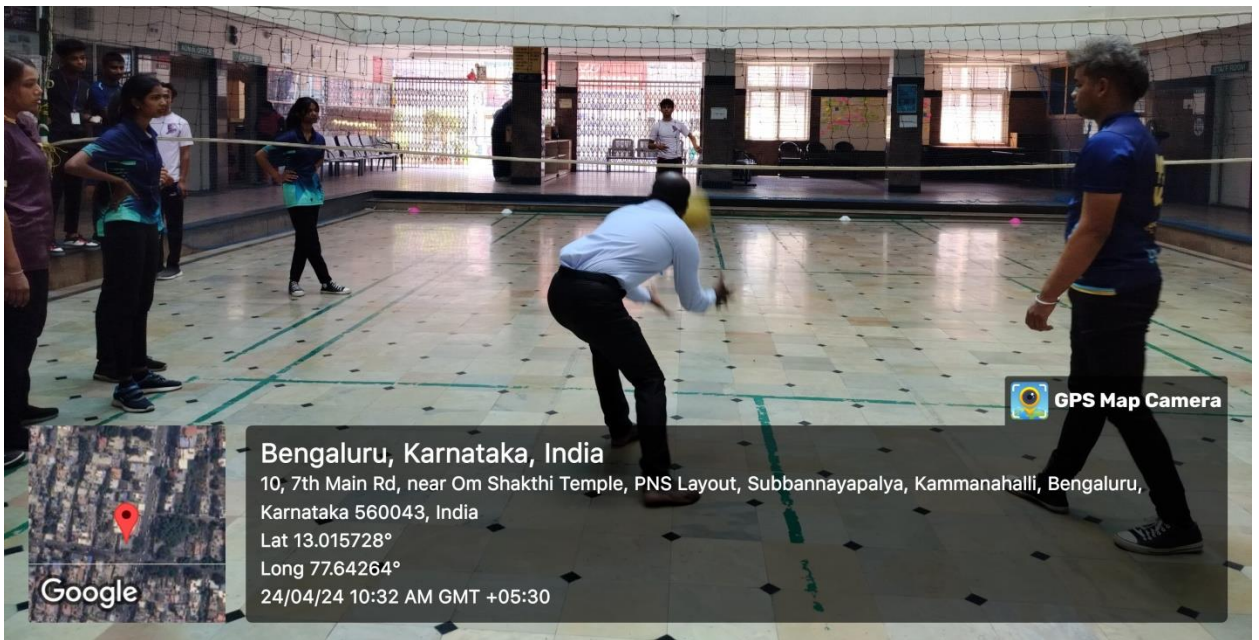 STAFF ROOM
GPS Map Camera
Bengaluru, Karnataka, India
10, 7th Main Rd, near Om Shakthi Temple, PNS Layout, Subbannayapalya, Kammanahalli, Bengaluru,
Karnataka 560043, India
Lat 13.015728°
Long 77.64264°
24/04/24 10:32 AM GMT +05:30
Google